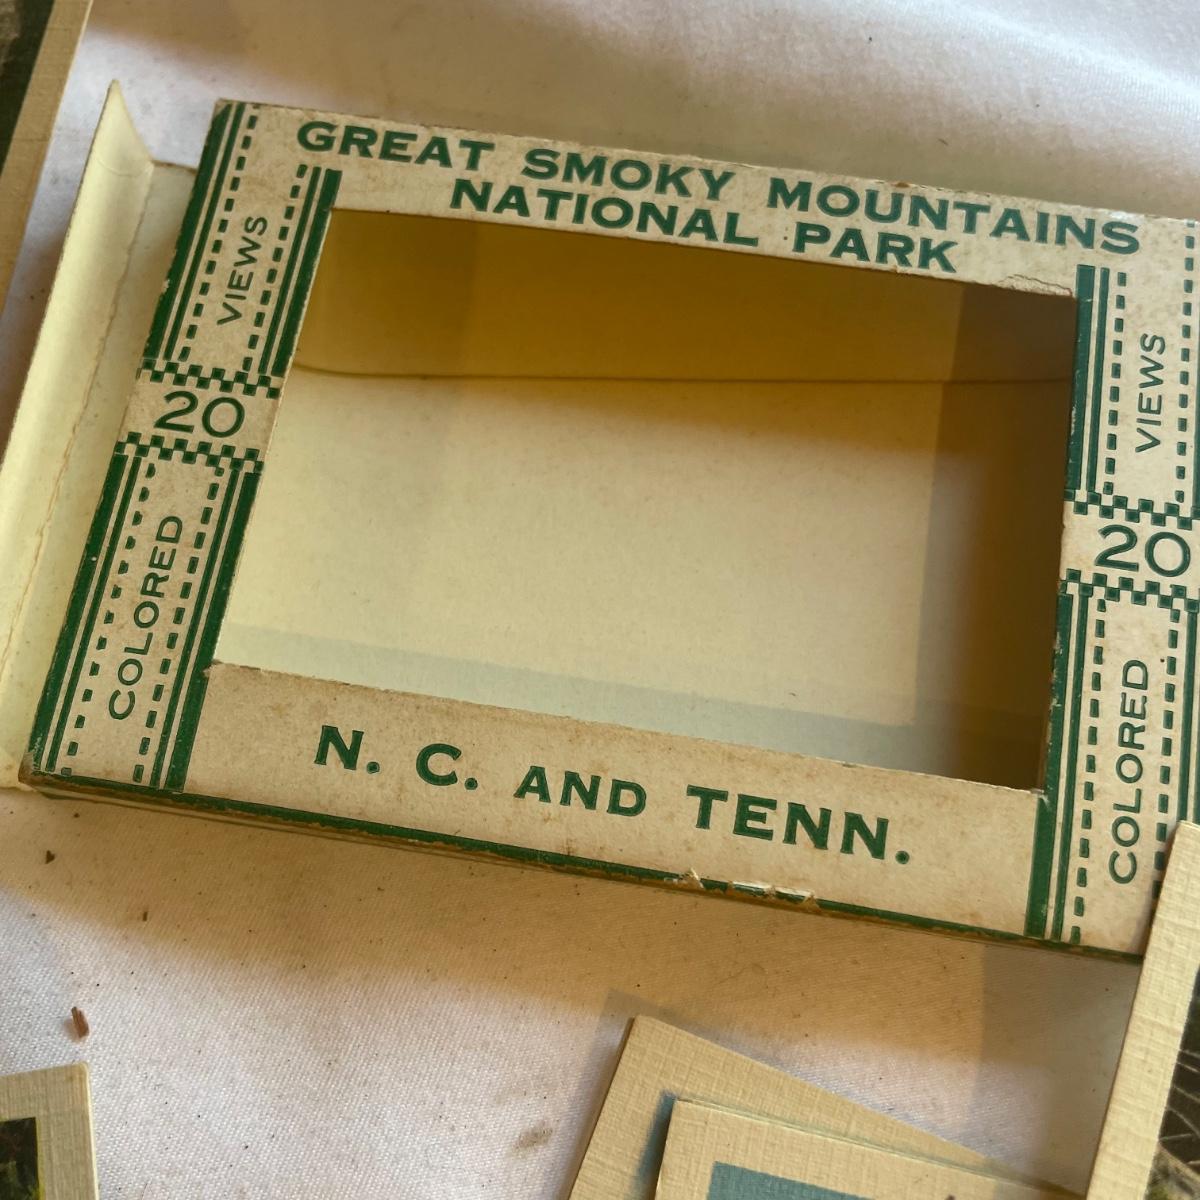 GREAT SMOKY MOUNTAINS
NATIONAL PARK
VIEWS
20
COLORED
VIEWS
20
COLORED
N. C. AND TENN.